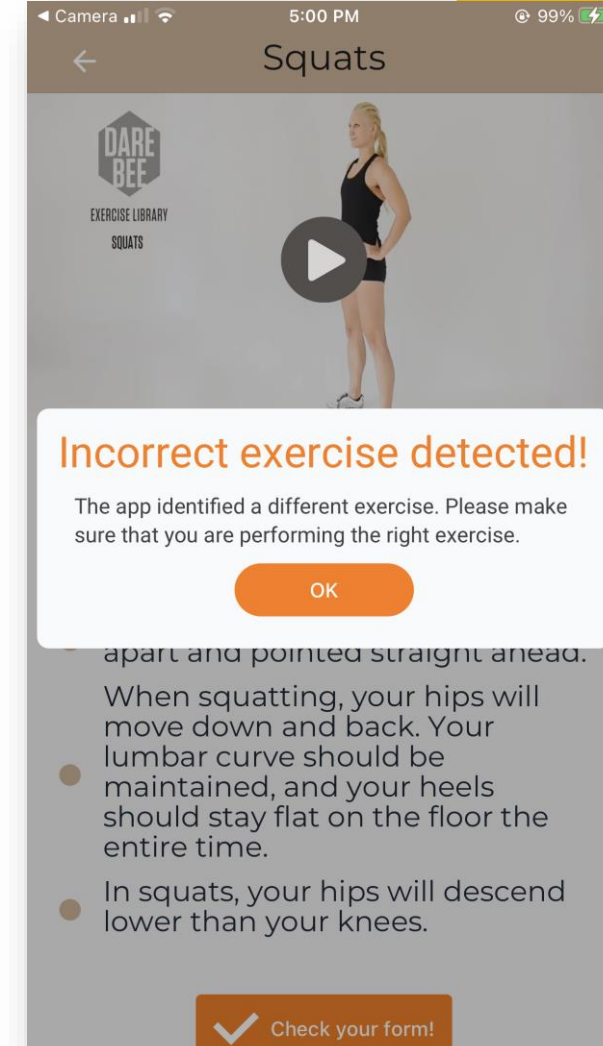 Camera 5:00 PM 99%
Squats
DARE
BEE
EXERCISE LIBRARY
SQUATS
Incorrect exercise detected!
The app identified a different exercise. Please make
sure that you are performing the right exercise.
OK
apart and pointed straight ahead.
When squatting, your hips will
move down and back. Your
lumbar curve should be
maintained, and your heels
should stay flat on the floor the
entire time.
In squats, your hips will descend
lower than your knees.
Check your form!